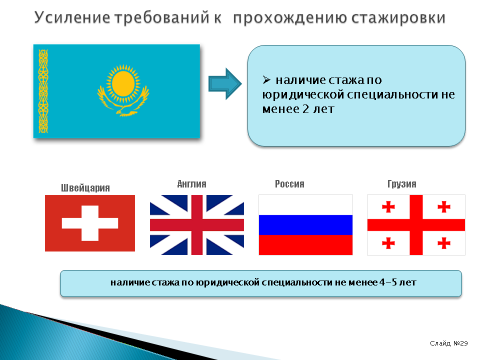 Усиление требований к прохождению стажировки
➢ наличие стажа по
юридической специальности не
менее 2 лет
Швейцария
Англия
Россия
Грузия
наличие стажа по юридической специальности не менее 4-5 лет
Слайд №29